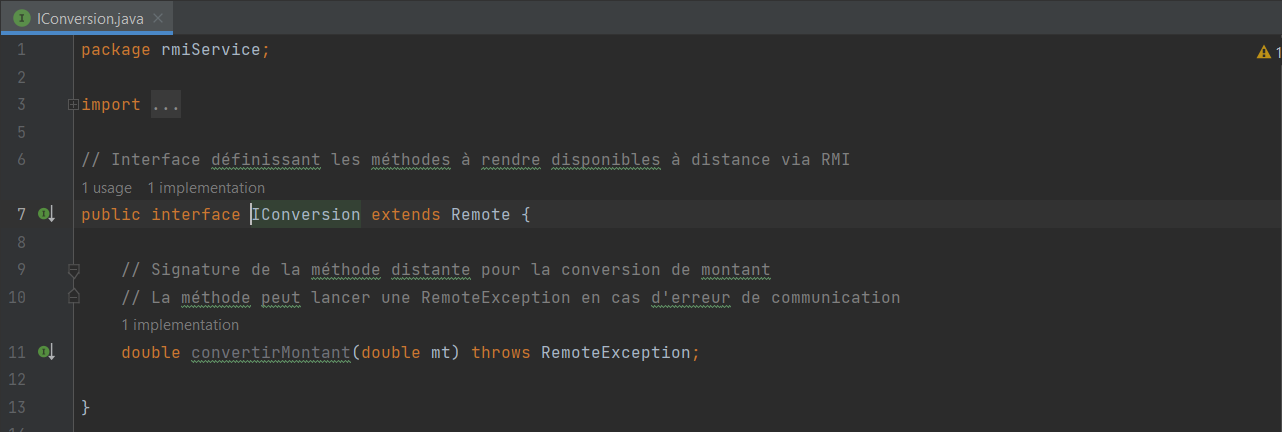 IConversion.java
1 package rmiService;
2
3 import ...
5
6 // Interface définissant les méthodes à rendre disponibles à distance via RMI
1 usage 1 implementation
7 public interface IConversion extends Remote {
8
9 // Signature de la méthode distante pour la conversion de montant
10 // La méthode peut lancer une RemoteException en cas d'erreur de communication
1 implementation
11 double convertirMontant(double mt) throws RemoteException;
12
13 }
1